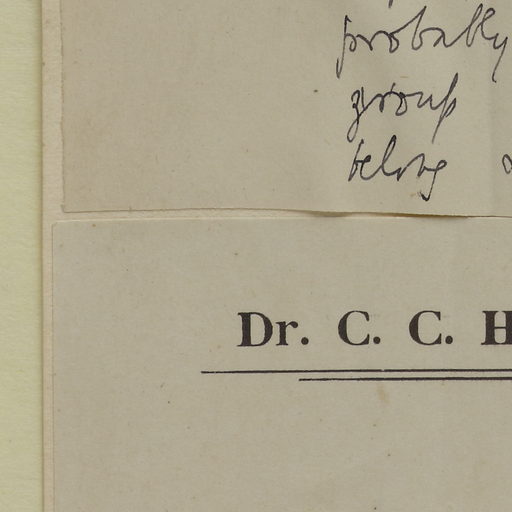 probably
group
belong
Dr. C. C. H